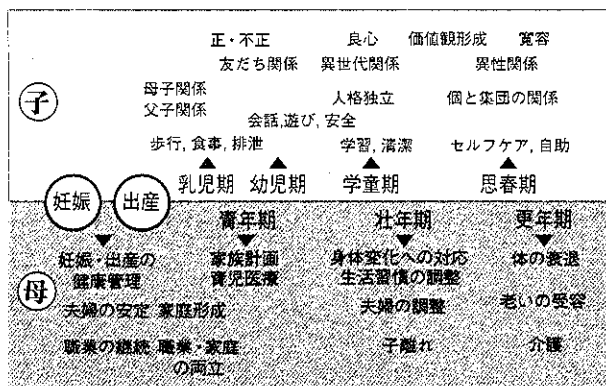 正・不正 良心 価値観形成 寛容
友だち関係 異世代関係 異性関係
母子関係
父子関係
人格独立 個と集団の関係
会話,遊び,安全
子
歩行,食事,排泄 学習,清潔 セルフケア,自助
乳児期 幼児期 学童期 思春期
妊娠 出産
青年期 壮年期 更年期
妊娠・出産の
健康管理
家族計画
育児医療
身体変化への対応
生活習慣の調整
体の衰退
母
夫婦の安定 家庭形成 夫婦の調整 老いの受容
職業の継続 職業・家庭
の両立
子離れ 介護